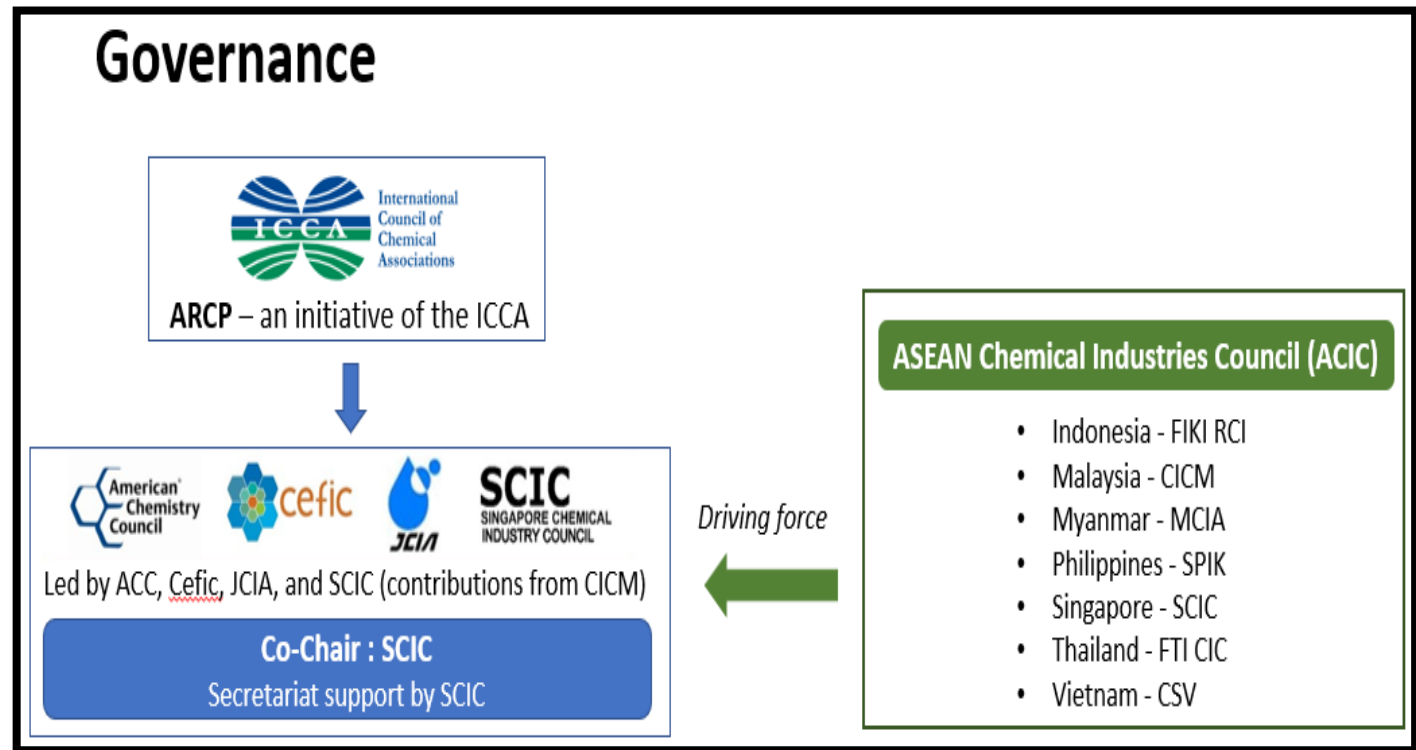 Governance
ICCA
International
Council of
Chemical
Associations
ARCP – an initiative of the ICCA
American
Chemistry
Council
cefic
JCIA
SCIC
SINGAPORE CHEMICAL
INDUSTRY COUNCIL
Led by ACC, Cefic, JCIA, and SCIC (contributions from CICM)
Co-Chair : SCIC
Secretariat support by SCIC
Driving force
ASEAN Chemical Industries Council (ACIC)
• Indonesia - FIKI RCI
• Malaysia - CICM
• Myanmar - MCIA
• Philippines - SPIK
• Singapore - SCIC
• Thailand - FTI CIC
• Vietnam - CSV